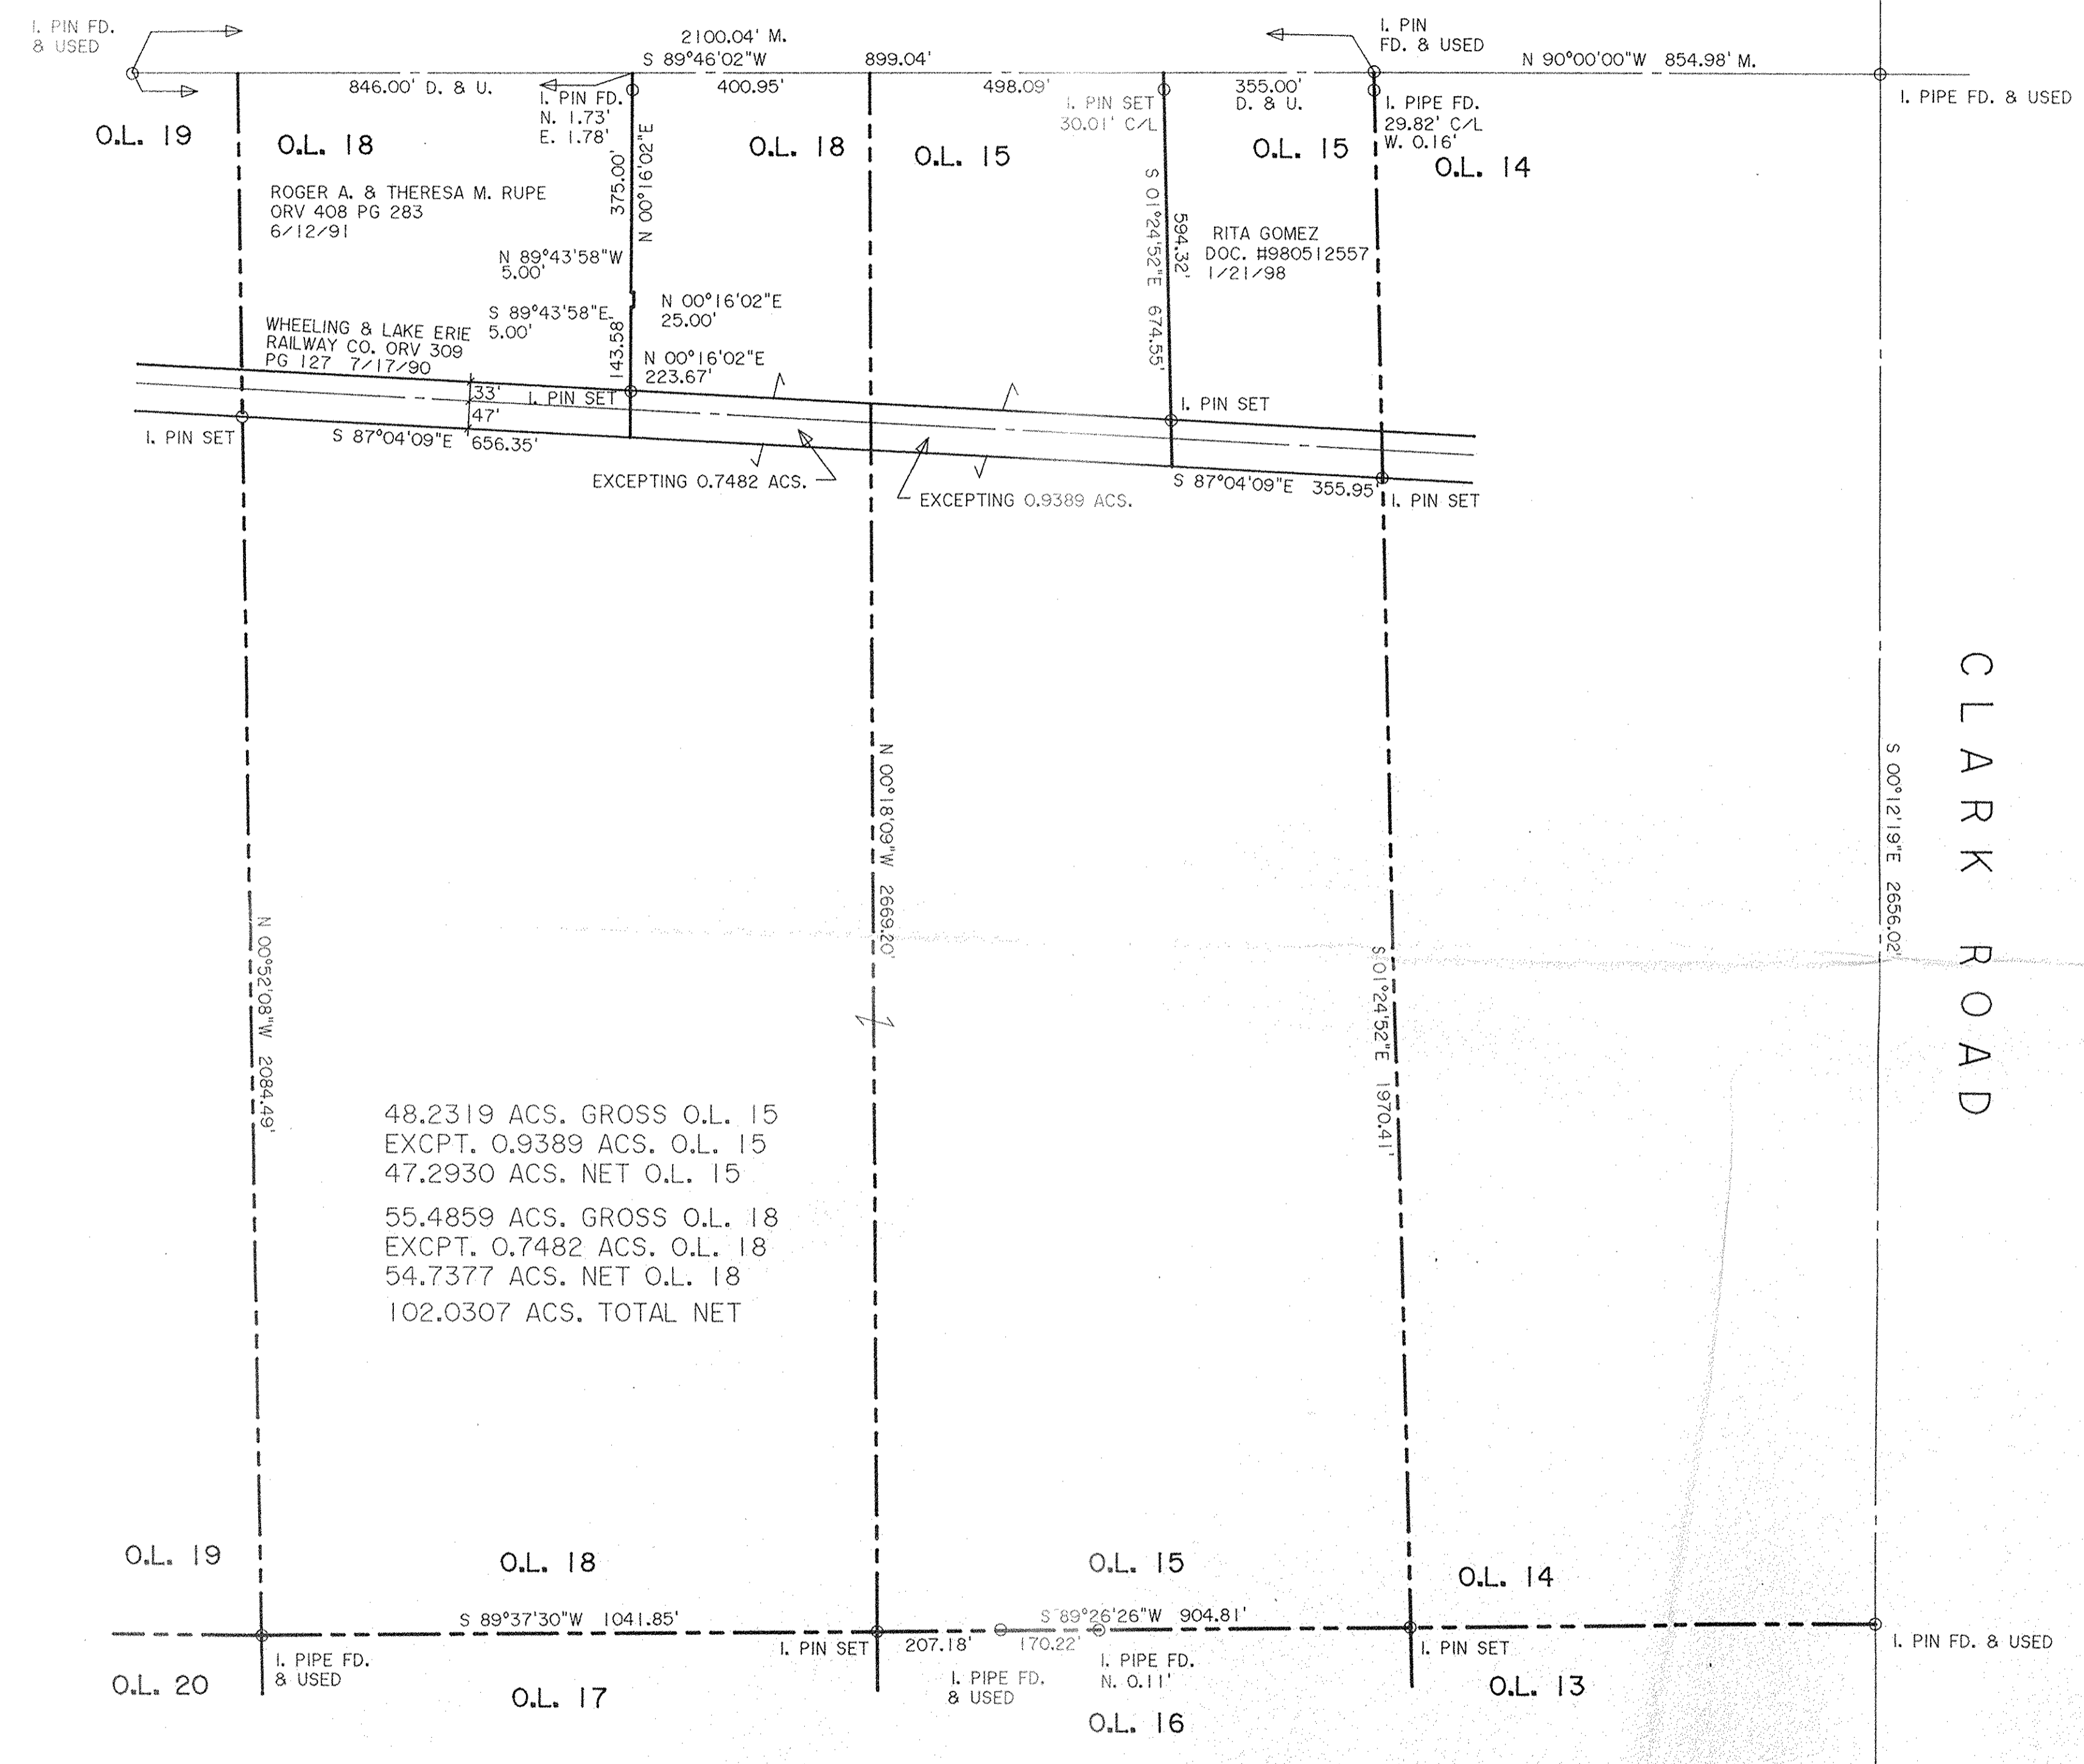 I. PIN FD.
& USED
2100.04' M.
S 89°46'02"W
899.04'
I. PIN
FD. & USED
N 90°00'00"W 854.98' M.
846.00' D. & U.
I. PIN FD.
N. 1.73'
E. 1.78'
400.95'
498.09'
I. PIN SET
30.01' C/L
355.00'
D. & U.
I. PIPE FD.
29.82' C/L
W. 0.16'
I. PIPE FD. & USED
O.L. 19
O.L. 18
O.L. 18
O.L. 15
O.L. 15
O.L. 14
375.00'
N 00°16'02"E
ROGER A. & THERESA M. RUPE
ORV 408 PG 283
6/12/91
S 01°24'52"E 674.55'
594.32'
RITA GOMEZ
DOC. #980512557
1/21/98
N 89°43'58"W
5.00'
S 89°43'58"E
5.00'
N 00°16'02"E
25.00'
WHEELING & LAKE ERIE
RAILWAY CO. ORV 309
PG 127 7/17/90
143.58
N 00°16'02"E
223.67'
33'
47'
I. PIN SET
I. PIN SET
I. PIN SET
S 87°04'09"E 656.35'
EXCEPTING 0.7482 ACS.
EXCEPTING 0.9389 ACS.
S 87°04'09"E 355.95'
I. PIN SET
CLARK ROAD
N 00°18'09"W 2669.20'
S 00°12'19"E 2656.02'
N 00°52'08"W 2084.49'
S 01°24'52"E 1970.41'
48.2319 ACS. GROSS O.L. 15
EXCPT. 0.9389 ACS. O.L. 15
47.2930 ACS. NET O.L. 15
55.4859 ACS. GROSS O.L. 18
EXCPT. 0.7482 ACS. O.L. 18
54.7377 ACS. NET O.L. 18
102.0307 ACS. TOTAL NET
O.L. 19
O.L. 18
O.L. 15
O.L. 14
S 89°37'30"W 1041.85'
S 89°26'26"W 904.81'
I. PIN SET
207.18'
170.22'
I. PIN SET
I. PIN FD. & USED
I. PIPE FD.
& USED
I. PIPE FD.
& USED
I. PIPE FD.
N. 0.11'
O.L. 20
O.L. 17
O.L. 16
O.L. 13